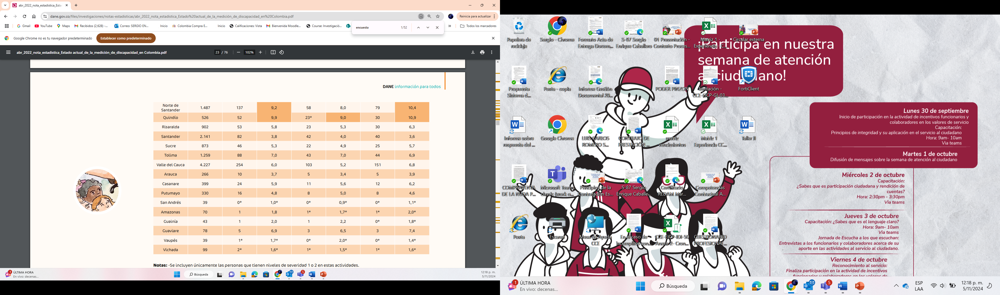 abr_2022_nota_estadistica_Esta
dane.gov.co/files/investigaciones/notas-estadisticas/abr_2022_nota_estadistica_Estado%20actual_de_la_medición_de_discapacidad_en%20Colombia.pdf
Reinicia para actualizar
Gmail YouTube Maps Recibidos (2,628) -... Correo: SERGIO EN... Inicio Colombia Compra E... Inicio Calificaciones: Vista Bienvenida Moodle... Course: Investigació... Todos los marcadores
encuesta 1/52
Google Chrome no es tu navegador predeterminado Establecer como predeterminado
abr_2022_nota_estadistica_Estado actual_de_la_medición_de_discapacidad_en Colombia.pdf 23 / 76 102%
DANE información para todos
Norte de Santander 1.487 137 9,2 58 8,0 79 10,4
Quindío 526 52 9,9 23* 9,0 30 10,9
Risaralda 902 53 5,8 23 5,3 30 6,3
Santander 2.141 82 3,8 42 4,0 40 3,6
Sucre 873 46 5,3 22 4,9 25 5,7
Tolima 1.259 88 7,0 43 7,0 44 6,9
Valle del Cauca 4.227 254 6,0 103 5,2 151 6,8
Arauca 266 10 3,7 5 3,4 5 3,9
Casanare 399 24 5,9 11 5,6 12 6,2
Putumayo 330 16 4,8 8 5,0 8 4,6
San Andrés 39 0* 1,0* 0* 0,9* 0* 1,1*
Amazonas 70 1 1,8 1* 1,7* 1* 2,0*
Guainía 43 1 2,0 1 2,2 0* 1,8*
Guaviare 78 5 6,9 3 6,5 3 7,4
Vaupés 39 1* 1,7* 0* 2,0* 0* 1,4*
Vichada 99 2* 1,6* 1* 1,5* 1* 1,6*
Notas: -Se incluyen únicamente las personas que tienen niveles de severidad 1 o 2 en estas actividades.
1 ÚLTIMA HORA
En vivo: decenas...
Búsqueda
5
12:18 p. m.
5/11/2024
Papelera de reciclaje
Sergio - Chrome
Formato Acta de Entrega Docum...
S-87 Sergio Enrique Caballero
01 Presentación - Contexto Proces...
Matriz 1 - Experiencia - C...
Circular externa
¡Participa en nuestra
semana de atención
al ciudadano!
Propuesta Sistema d...
Poxta - copia
Informe Gestión Documental 20...
PODER PINZON
Invitación - CCE-LICP-GI-03...
FortiClient
Informe sobre respuesta del ...
Google Chrome
LUIS CARLOS ROMERO S...
CONTRATO DE PRESTACIÓN ...
matriz vencimientos
Matriz 1 Experiencia CC...
Taller II
COMPRAVENTA DE LA NUDA P...
Microsoft Teams classic (work o...
Principios de la Contratación Es...
S-87 Sergio Enrique Caballe...
Certificado REDAM Mar...
Competencias Contractual A...
Poxta
Escaner
Mesa de Ayuda CCE
En el caso de incumplirse con...
CCE-EICP-IDI-50 Anexo 2- Cron...
CUESTIONARIO PROFESIONAL...
Lunes 30 de septiembre
Inicio de participación en la actividad de incentivos funcionarios y
colaboradores en los valores de servicio
Capacitación:
Principios de integridad y su aplicación en el servicio al ciudadano
Hora: 9am- 10am
Via teams
Martes 1 de octubre
Difusión de mensajes sobre la semana de atención al ciudadano
Miércoles 2 de octubre
Capacitación:
¿Sabes que es participación ciudadana y rendición de
cuentas?
Hora: 2:30pm - 3:30pm
Via teams
Jueves 3 de octubre
Capacitación: ¿Sabes que es el lenguaje claro?
Hora: 9am- 10am
Via teams
Jornada de Escucha a los que escuchan:
Entrevistas a los funcionarios y colaboradores acerca de su
aporte en las actividades al servicio al ciudadano.
Viernes 4 de octubre
Reconocimiento al servicio:
Finaliza participación en la actividad de incentivos
funcionarios y colaboradores en los valores de
1 ÚLTIMA HORA
En vivo: decenas...
Búsqueda
5
ESP
LAA
12:18 p. m.
5/11/2024